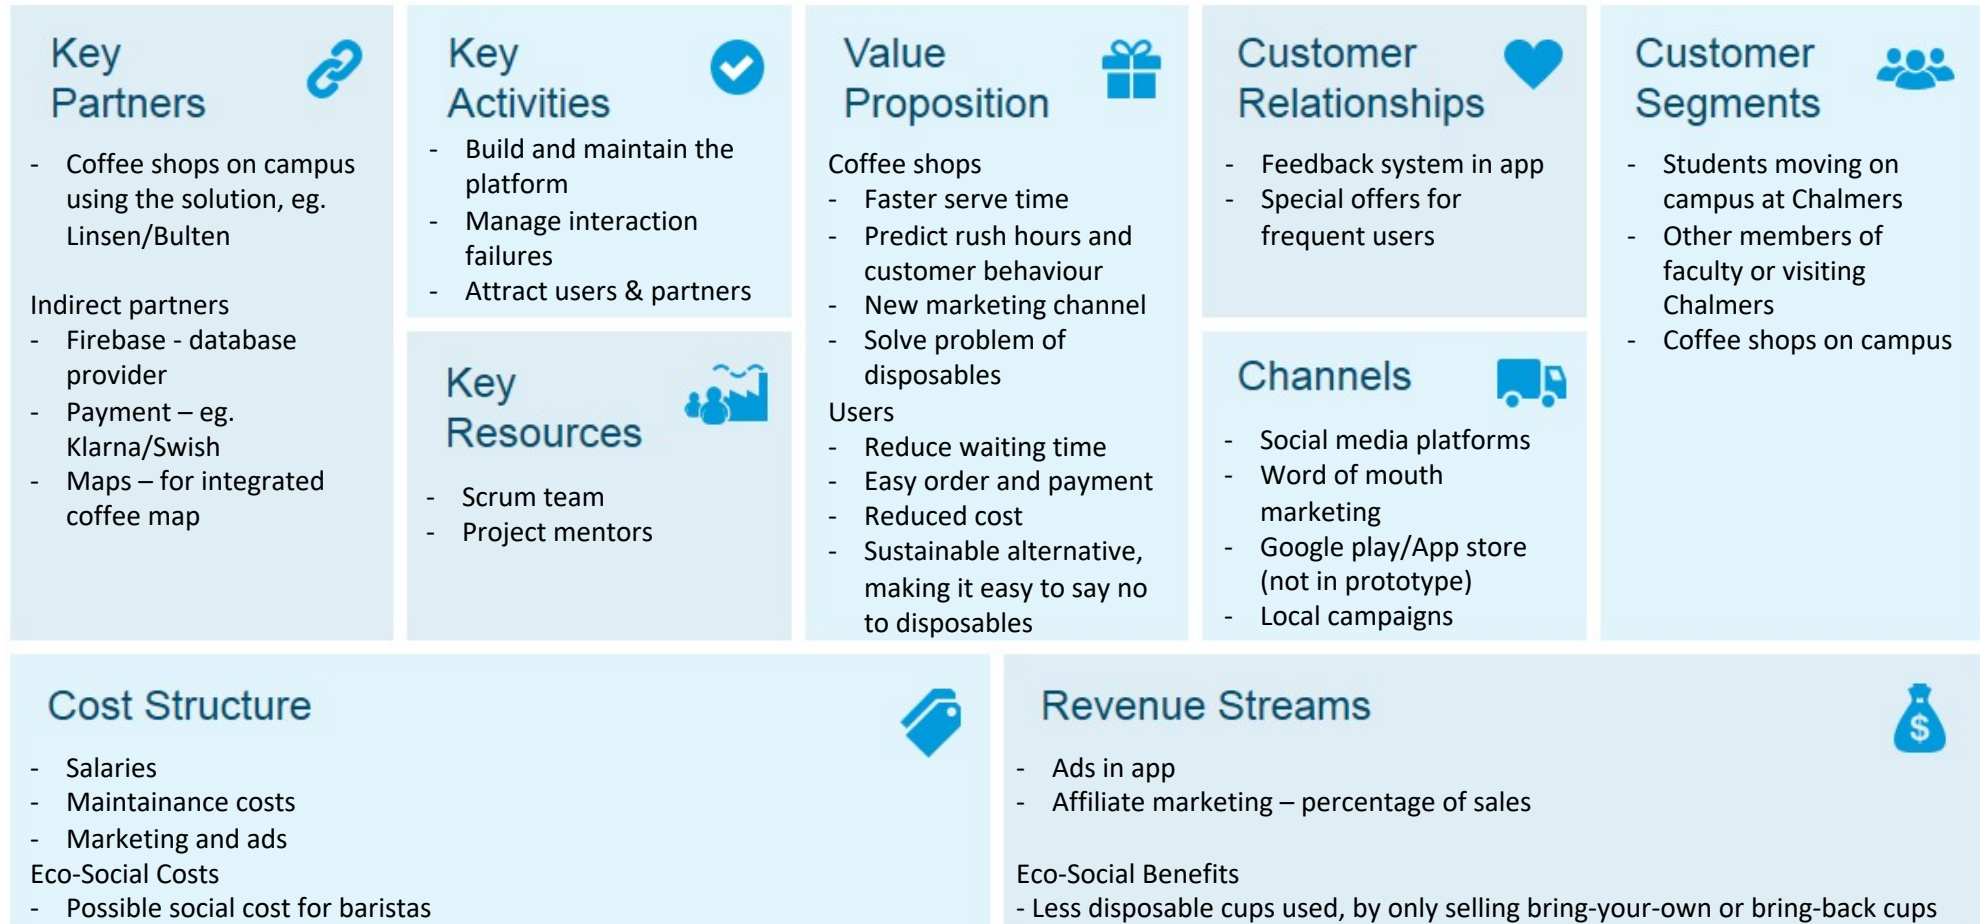 Key
Partners
- Coffee shops on campus
using the solution, eg.
Linsen/Bulten
Indirect partners
- Firebase - database
provider
- Payment – eg.
Klarna/Swish
- Maps – for integrated
coffee map
Key
Activities
- Build and maintain the
platform
- Manage interaction
failures
- Attract users & partners
Key
Resources
- Scrum team
- Project mentors
Value
Proposition
Coffee shops
- Faster serve time
- Predict rush hours and
customer behaviour
- New marketing channel
- Solve problem of
disposables
Users
- Reduce waiting time
- Easy order and payment
- Reduced cost
- Sustainable alternative,
making it easy to say no
to disposables
Customer
Relationships
- Feedback system in app
- Special offers for
frequent users
Channels
- Social media platforms
- Word of mouth
marketing
- Google play/App store
(not in prototype)
- Local campaigns
Customer
Segments
- Students moving on
campus at Chalmers
- Other members of
faculty or visiting
Chalmers
- Coffee shops on campus
Cost Structure
- Salaries
- Maintainance costs
- Marketing and ads
Eco-Social Costs
- Possible social cost for baristas
Revenue Streams
$
- Ads in app
- Affiliate marketing – percentage of sales
Eco-Social Benefits
- Less disposable cups used, by only selling bring-your-own or bring-back cups